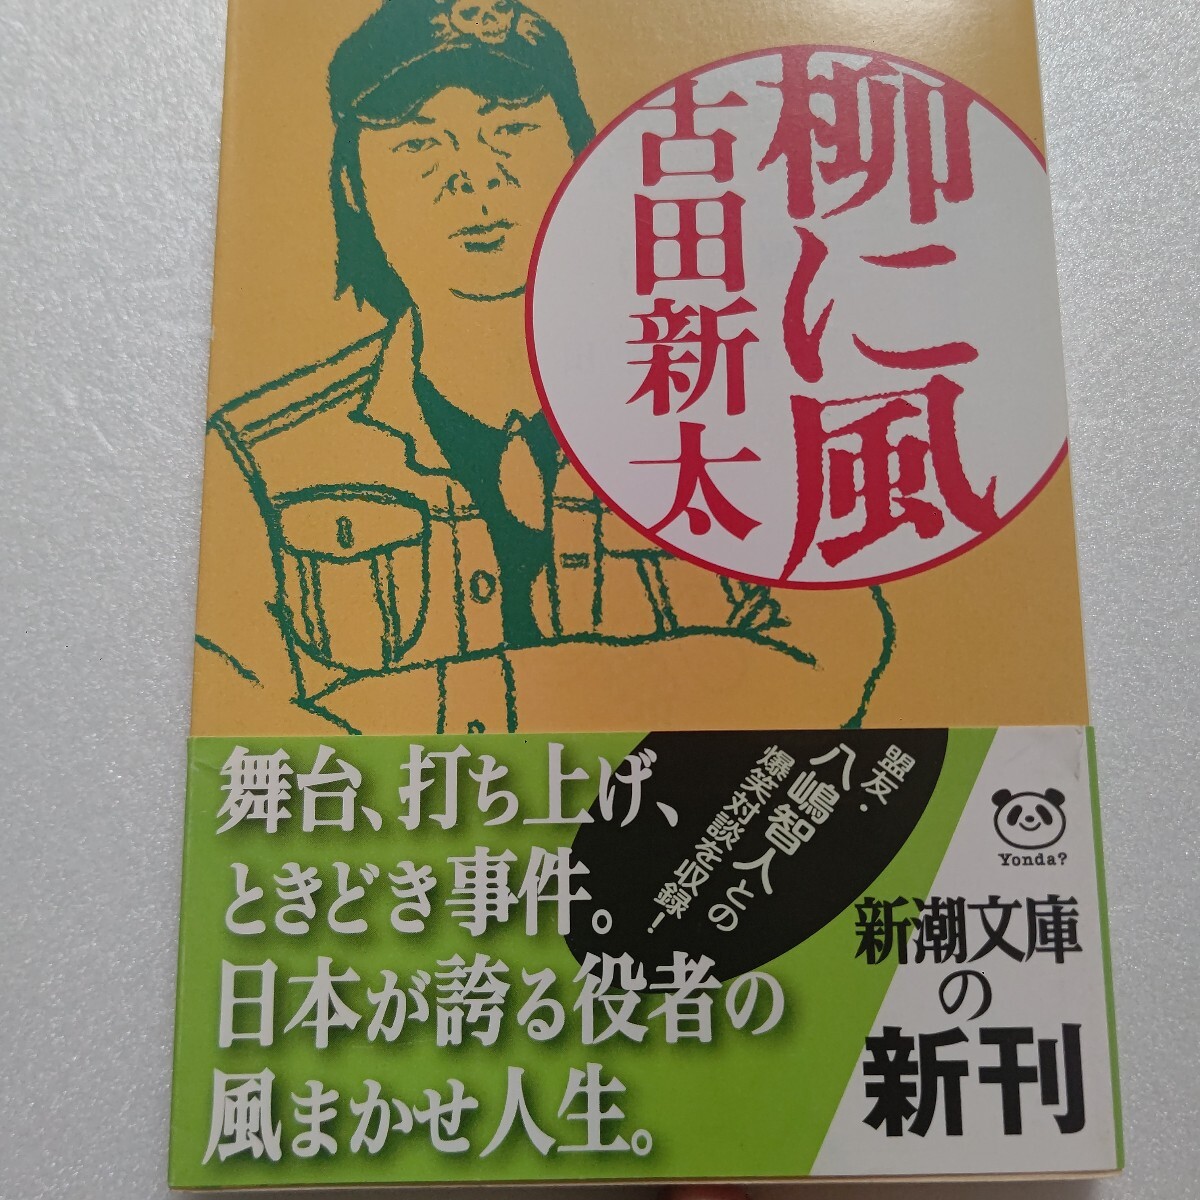 柳に風
古田新太
盟友・
八嶋智人との
爆笑対談を収録！
舞台、打ち上げ、
ときどき事件。
日本が誇る役者の
風まかせ人生。
Yonda?
新潮文庫
の
新刊